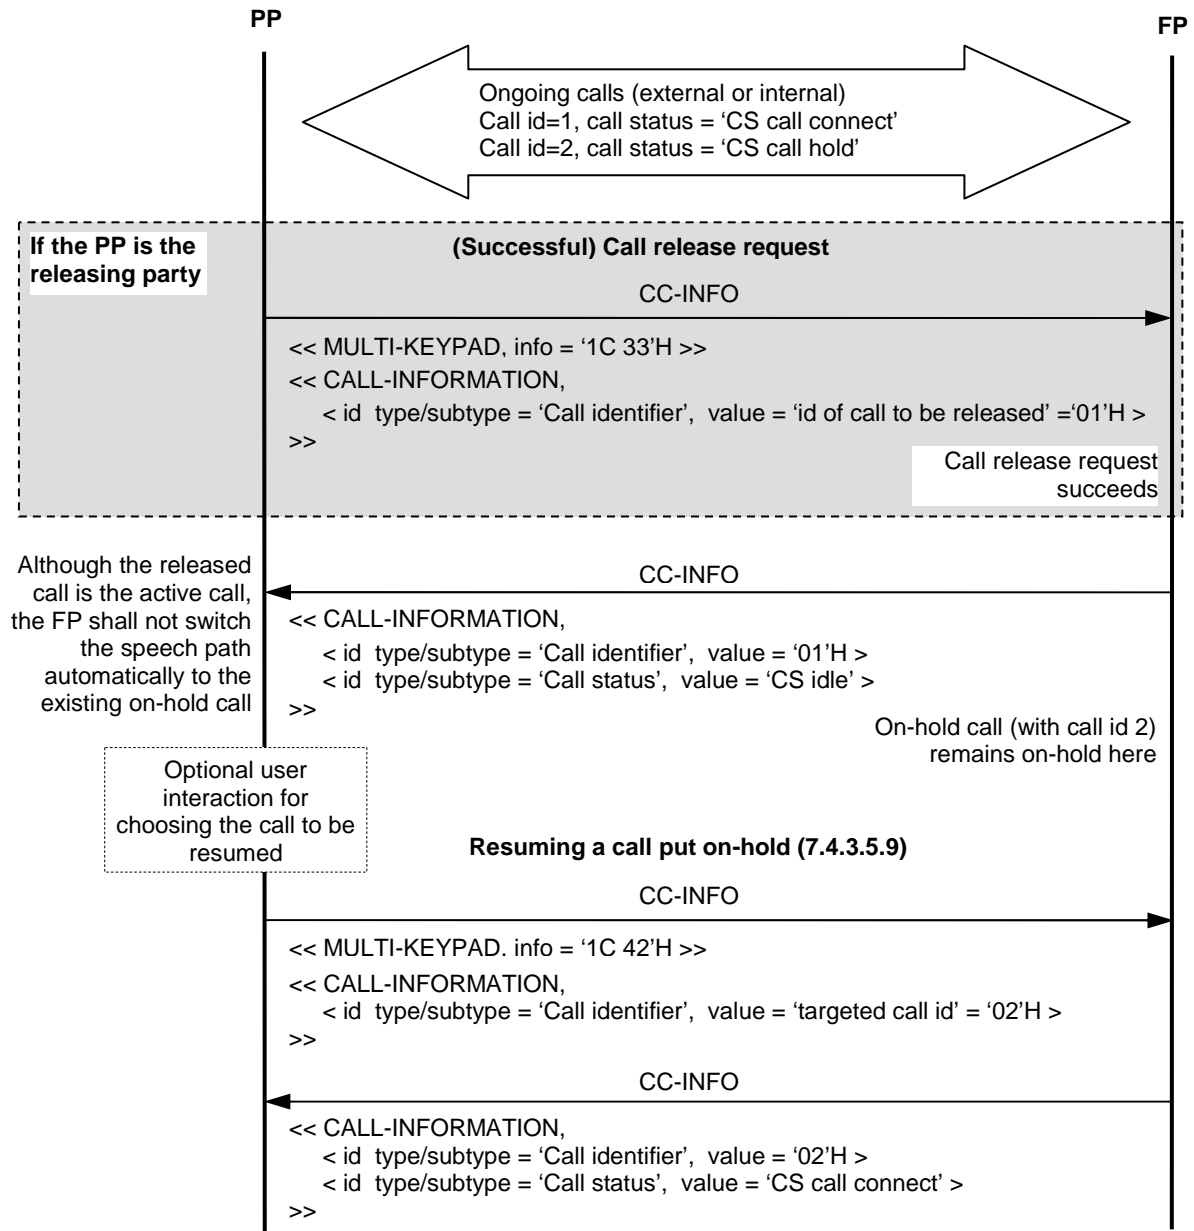 PP
FP
Ongoing calls (external or internal)
Call id=1, call status = ‘CS call connect’
Call id=2, call status = ‘CS call hold’
If the PP is the
releasing party
(Successful) Call release request
CC-INFO
<< MULTI-KEYPAD, info = ‘1C 33’H >>
<< CALL-INFORMATION,
< id type/subtype = ‘Call identifier’, value = ‘id of call to be released’ =‘01’H >
>>
Call release request
succeeds
Although the released
call is the active call,
the FP shall not switch
the speech path
automatically to the
existing on-hold call
CC-INFO
<< CALL-INFORMATION,
< id type/subtype = ‘Call identifier’, value = ‘01’H >
< id type/subtype = ‘Call status’, value = ‘CS idle’ >
>>
On-hold call (with call id 2)
remains on-hold here
Optional user
interaction for
choosing the call to be
resumed
Resuming a call put on-hold (7.4.3.5.9)
CC-INFO
<< MULTI-KEYPAD. info = ‘1C 42’H >>
<< CALL-INFORMATION,
< id type/subtype = ‘Call identifier’, value = ‘targeted call id’ = ‘02’H >
>>
CC-INFO
<< CALL-INFORMATION,
< id type/subtype = ‘Call identifier’, value = ‘02’H >
< id type/subtype = ‘Call status’, value = ‘CS call connect’ >
>>